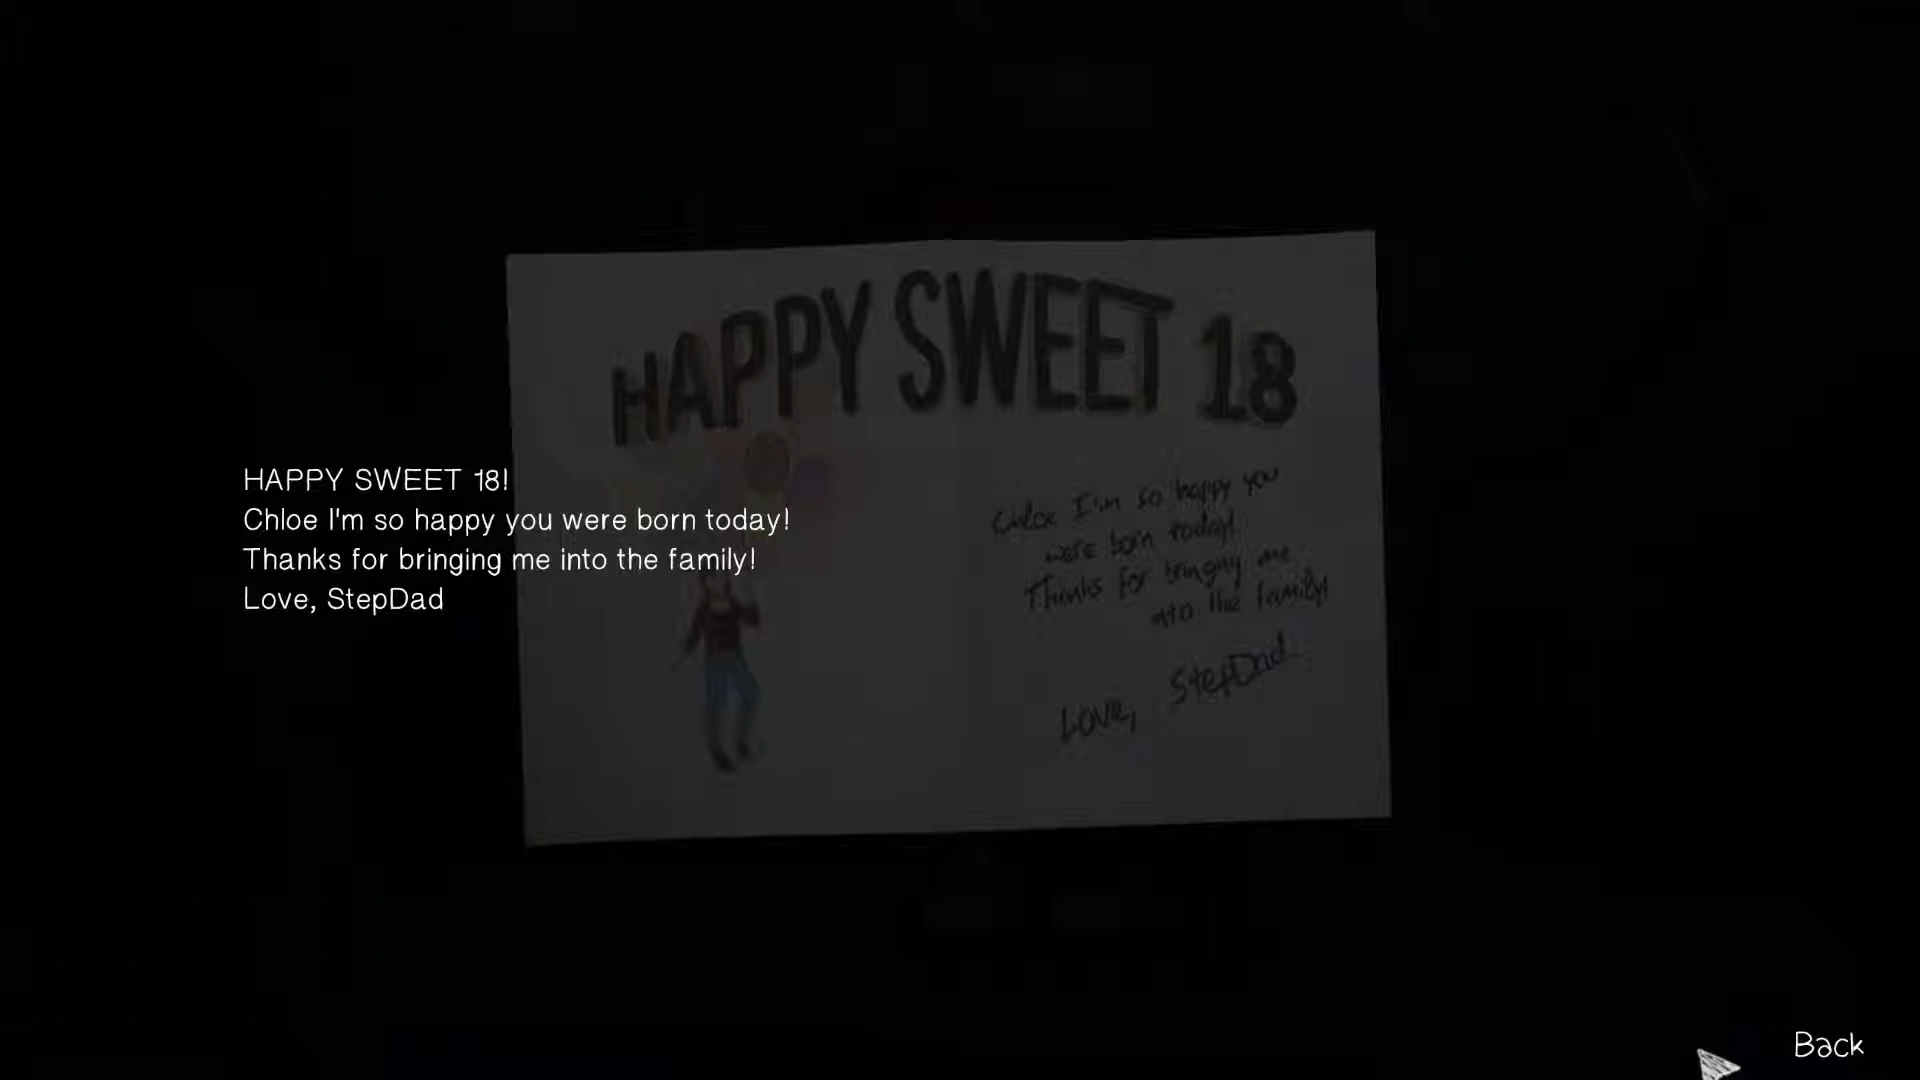 HAPPY SWEET 18
HAPPY SWEET 18!
Chloe I'm so happy you were born today!
Thanks for bringing me into the family!
Love, StepDad
Chloe I'm so happy you
were born today!
Thanks for bringing me
into the family!
Love, StepDad
Back